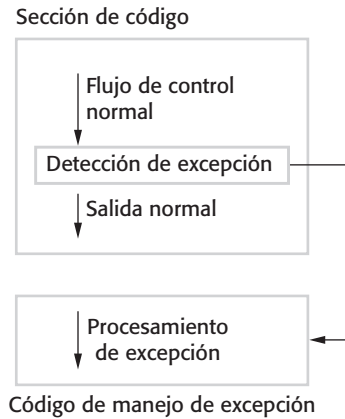 Sección de código
Flujo de control
normal
Detección de excepción
Salida normal
Procesamiento
de excepción
Código de manejo de excepción